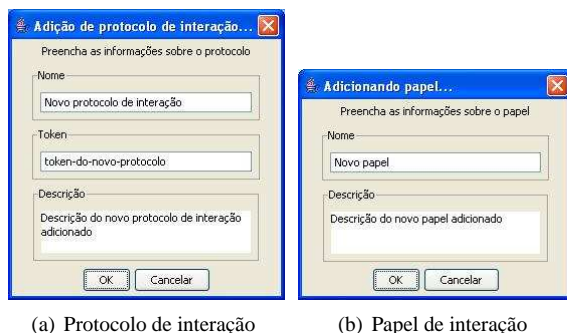 Adição de protocolo de interação...
Preencha as informações sobre o protocolo
Nome
Novo protocolo de interação
Token
token-do-novo-protocolo
Descrição
Descrição do novo protocolo de interação
adicionado
OK
Cancelar
(a) Protocolo de interação
Adicionando papel...
Preencha as informações sobre o papel
Nome
Novo papel
Descrição
Descrição do novo papel adicionado
OK
Cancelar
(b) Papel de interação